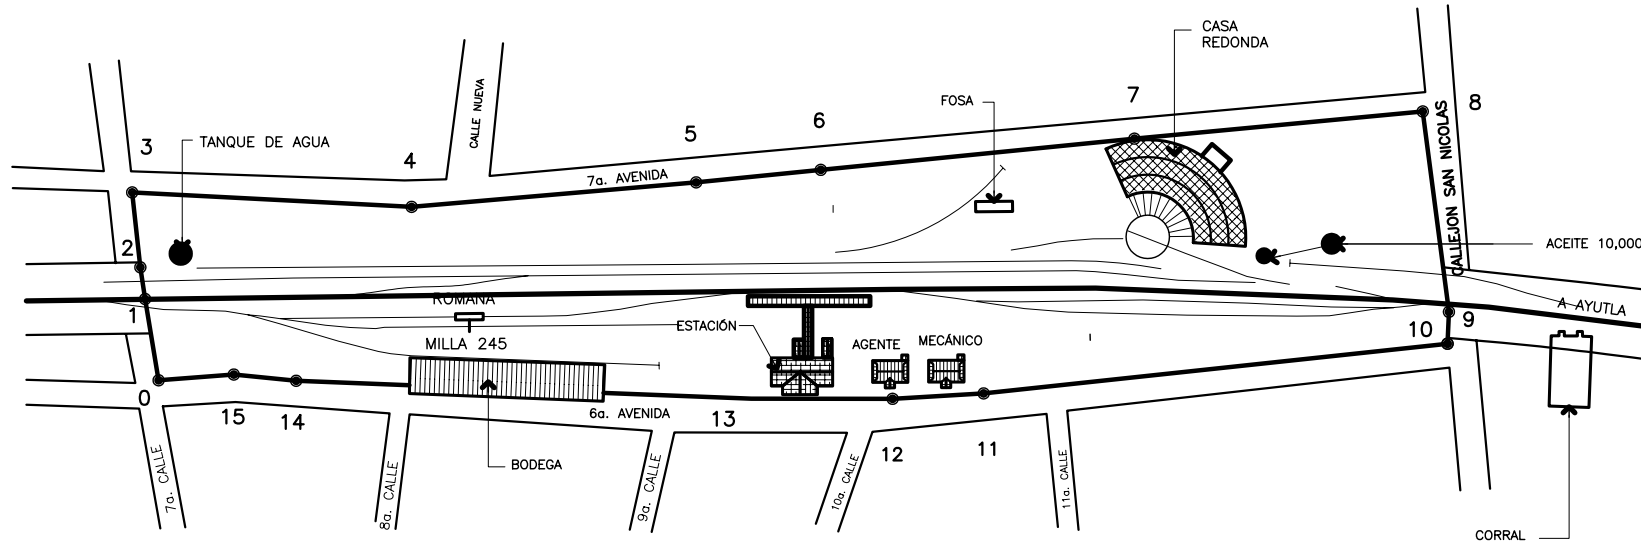 CASA
REDONDA
FOSA
7
8
CALLE NUEVA
TANQUE DE AGUA
3
4
5
6
7a. AVENIDA
CALLEJON SAN NICOLAS
2
ACEITE 10,000
1
ROMANA
A AYUTLA
MILLA 245
ESTACIÓN
AGENTE
MECÁNICO
10
9
0
15
14
6a. AVENIDA
13
12
11
BODEGA
7a. CALLE
8a. CALLE
9a. CALLE
10a. CALLE
11a. CALLE
CORRAL